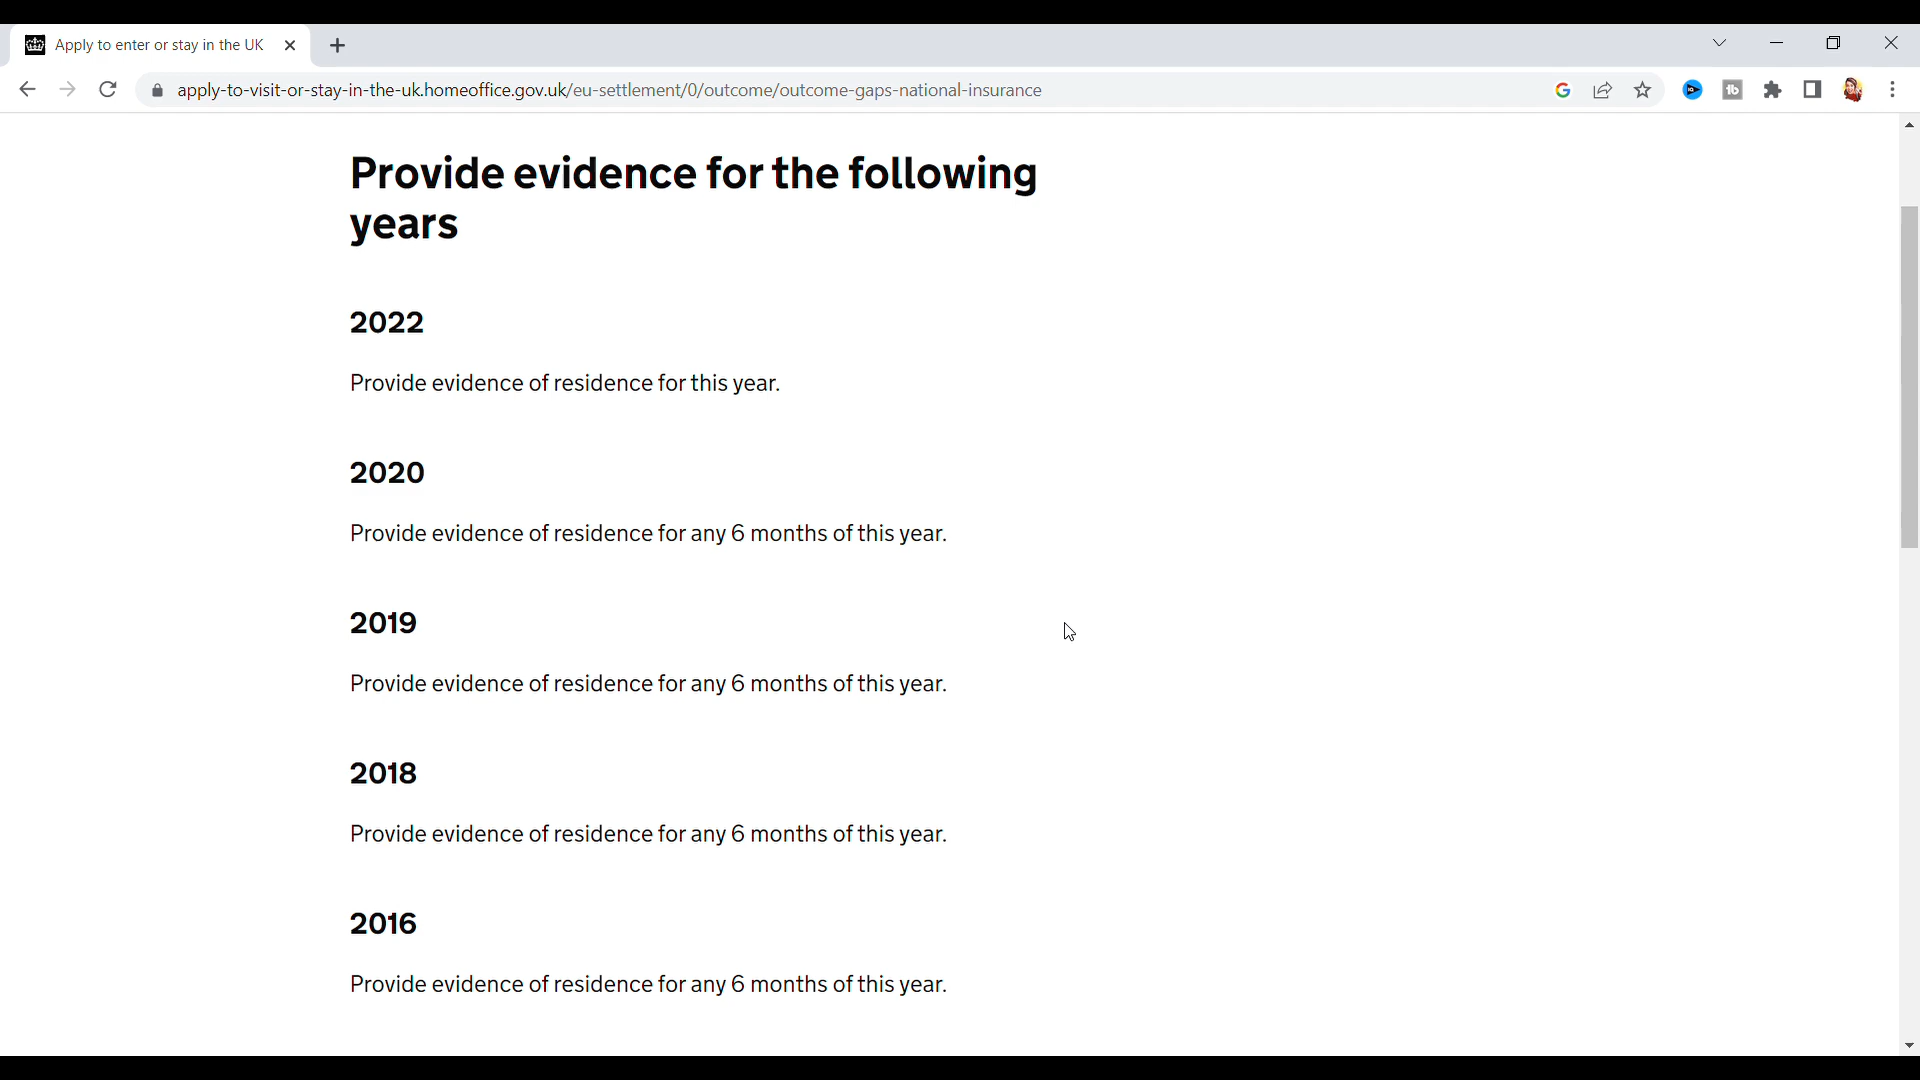 Apply to enter or stay in the UK
apply-to-visit-or-stay-in-the-uk.homeoffice.gov.uk/eu-settlement/0/outcome/outcome-gaps-national-insurance
Provide evidence for the following
years
2022
Provide evidence of residence for this year.
2020
Provide evidence of residence for any 6 months of this year.
2019
Provide evidence of residence for any 6 months of this year.
2018
Provide evidence of residence for any 6 months of this year.
2016
Provide evidence of residence for any 6 months of this year.